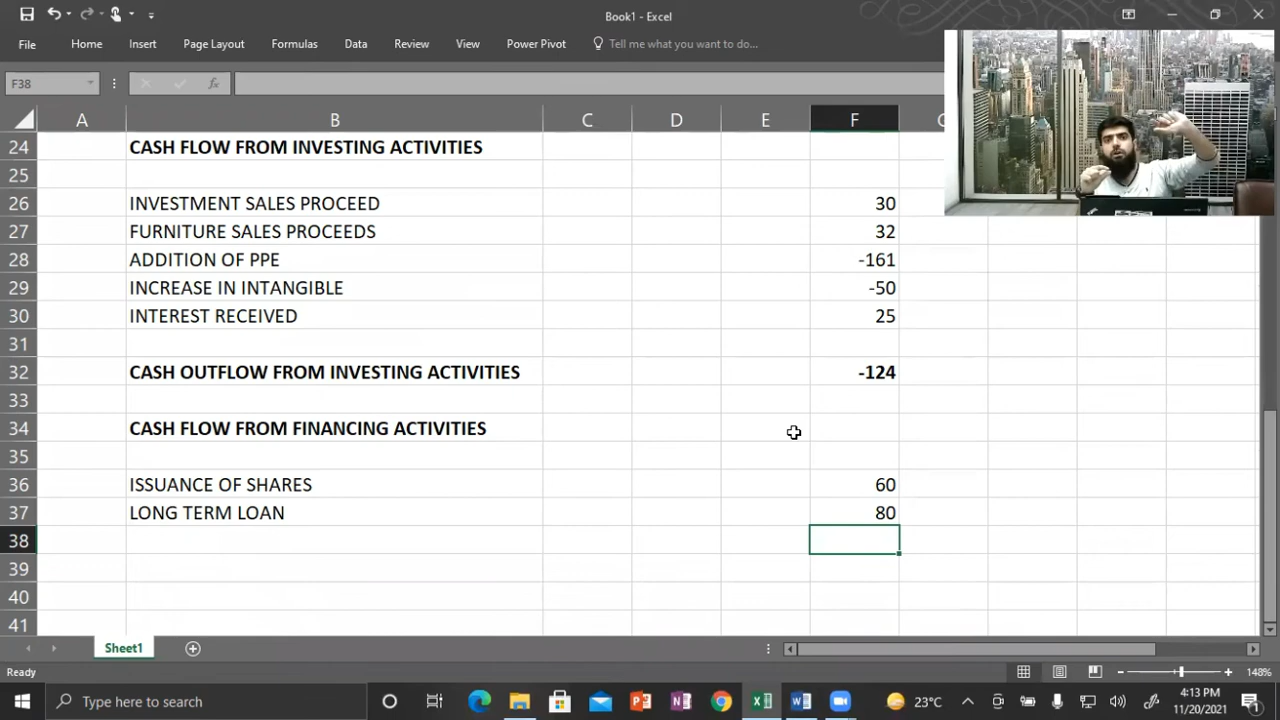 Book1 - Excel
File Home Insert Page Layout Formulas Data Review View Power Pivot Tell me what you want to do...
F38 fx
A B C D E F
24 CASH FLOW FROM INVESTING ACTIVITIES
25
26 INVESTMENT SALES PROCEED 30
27 FURNITURE SALES PROCEEDS 32
28 ADDITION OF PPE -161
29 INCREASE IN INTANGIBLE -50
30 INTEREST RECEIVED 25
31
32 CASH OUTFLOW FROM INVESTING ACTIVITIES -124
33
34 CASH FLOW FROM FINANCING ACTIVITIES
35
36 ISSUANCE OF SHARES 60
37 LONG TERM LOAN 80
38
39
40
41
Sheet1
Ready 148%
Type here to search 23°C 4:13 PM
11/20/2021 1